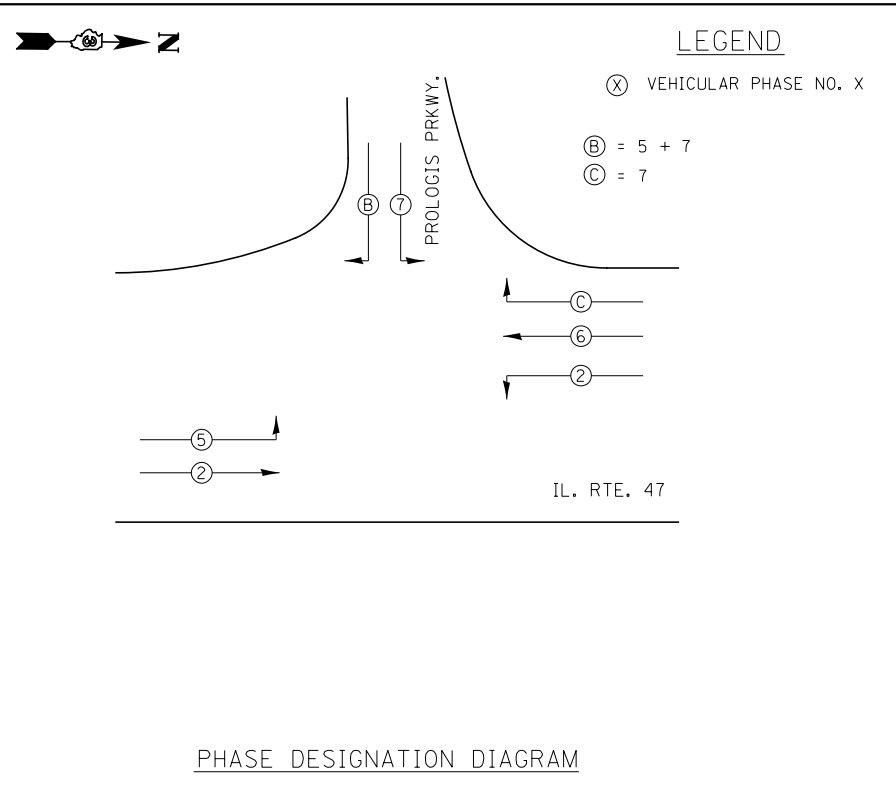 N
LEGEND
Ⓧ VEHICULAR PHASE NO. X
Ⓑ = 5 + 7
Ⓒ = 7
PROLOGIS PRKWY.
B
7
C
6
2
5
2
IL. RTE. 47
PHASE DESIGNATION DIAGRAM